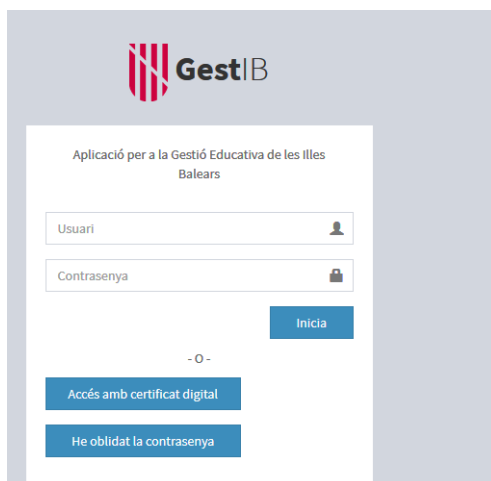 GestIB
Aplicació per a la Gestió Educativa de les Illes
Balears
Usuari
Contrasenya
Inicia
- O -
Accés amb certificat digital
He oblidat la contrasenya